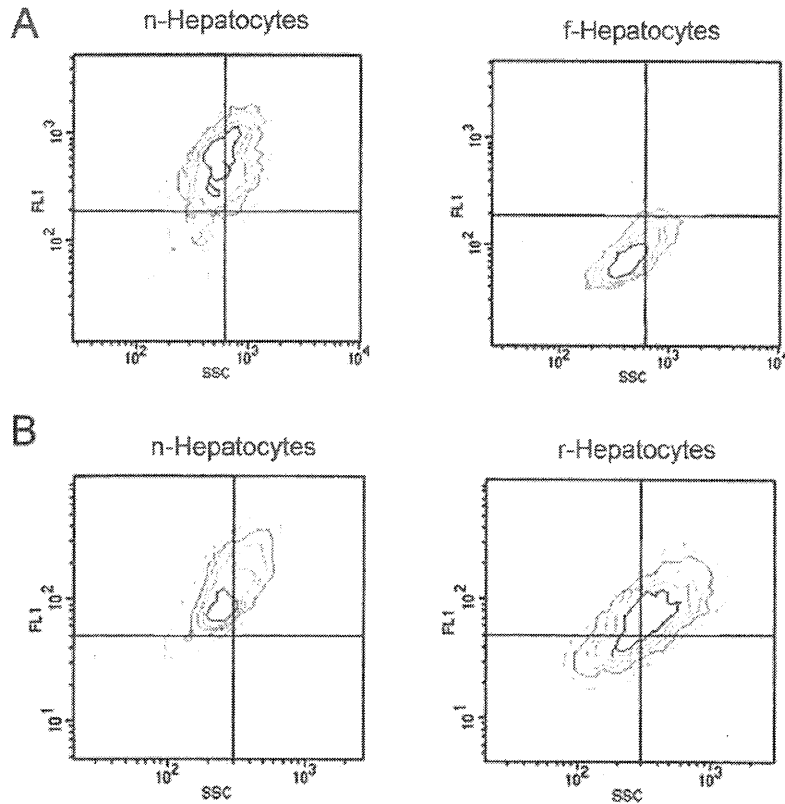 A
n-Hepatocytes
f-Hepatocytes
10³
10²
FL1
10² 10³ 10⁴
SSC
10³
10²
FL1
10² 10³ 10⁴
SSC
B
n-Hepatocytes
r-Hepatocytes
10²
10¹
FL1
10² 10³
SSC
10²
10¹
FL1
10² 10³
SSC